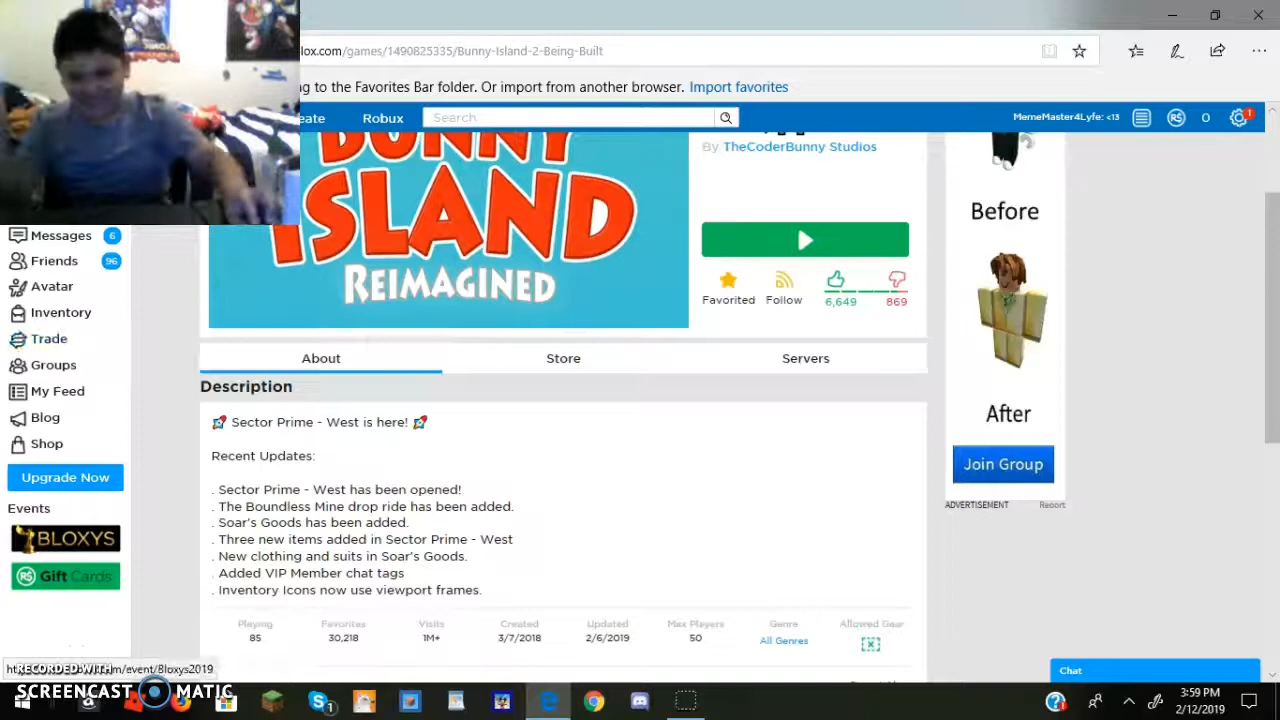 lox.com/games/1490825335/Bunny-Island-2-Being-Built
ng to the Favorites Bar folder. Or import from another browser. Import favorites
eate
Robux
Search
MemeMaster4Lyfe: <13
0
1
BUNNY
ISLAND
REIMAGINED
By TheCoderBunny Studios
Favorited
Follow
6,649
869
Before
After
Join Group
ADVERTISEMENT
Report
Messages 6
Friends 96
Avatar
Inventory
Trade
Groups
My Feed
Blog
Shop
Upgrade Now
Events
BLOXYS
R$ Gift Cards
About
Store
Servers
Description
Sector Prime - West is here!
Recent Updates:
. Sector Prime - West has been opened!
. The Boundless Mine drop ride has been added.
. Soar's Goods has been added.
. Three new items added in Sector Prime - West
. New clothing and suits in Soar's Goods.
. Added VIP Member chat tags
. Inventory Icons now use viewport frames.
Playing Favorites Visits Created Updated Max Players Genre Allowed Gear
85 30,218 1M+ 3/7/2018 2/6/2019 50 All Genres
Chat
m/event/Bloxys2019
RECORDED WITH
SCREENCAST MATIC
1
3:59 PM
2/12/2019